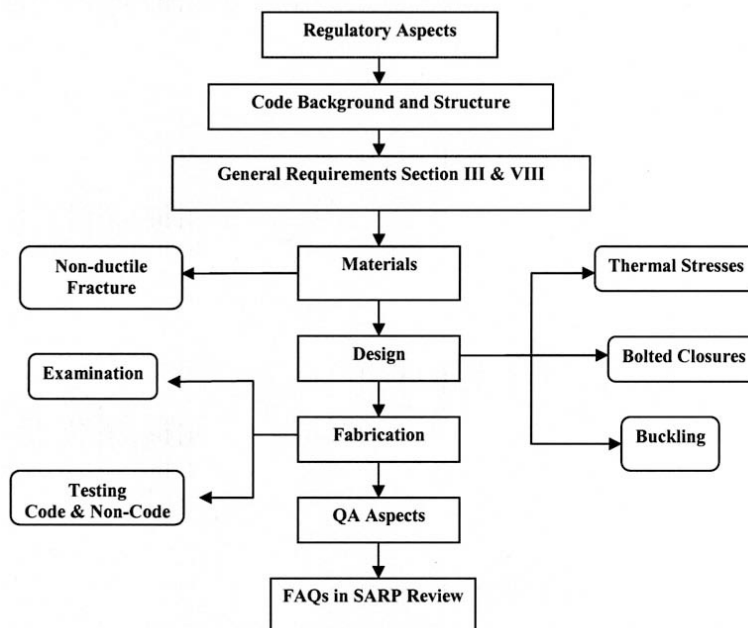 Regulatory Aspects
Code Background and Structure
General Requirements Section III & VIII
Materials
Non-ductile
Fracture
Thermal Stresses
Design
Bolted Closures
Examination
Fabrication
Buckling
Testing
Code & Non-Code
QA Aspects
FAQs in SARP Review